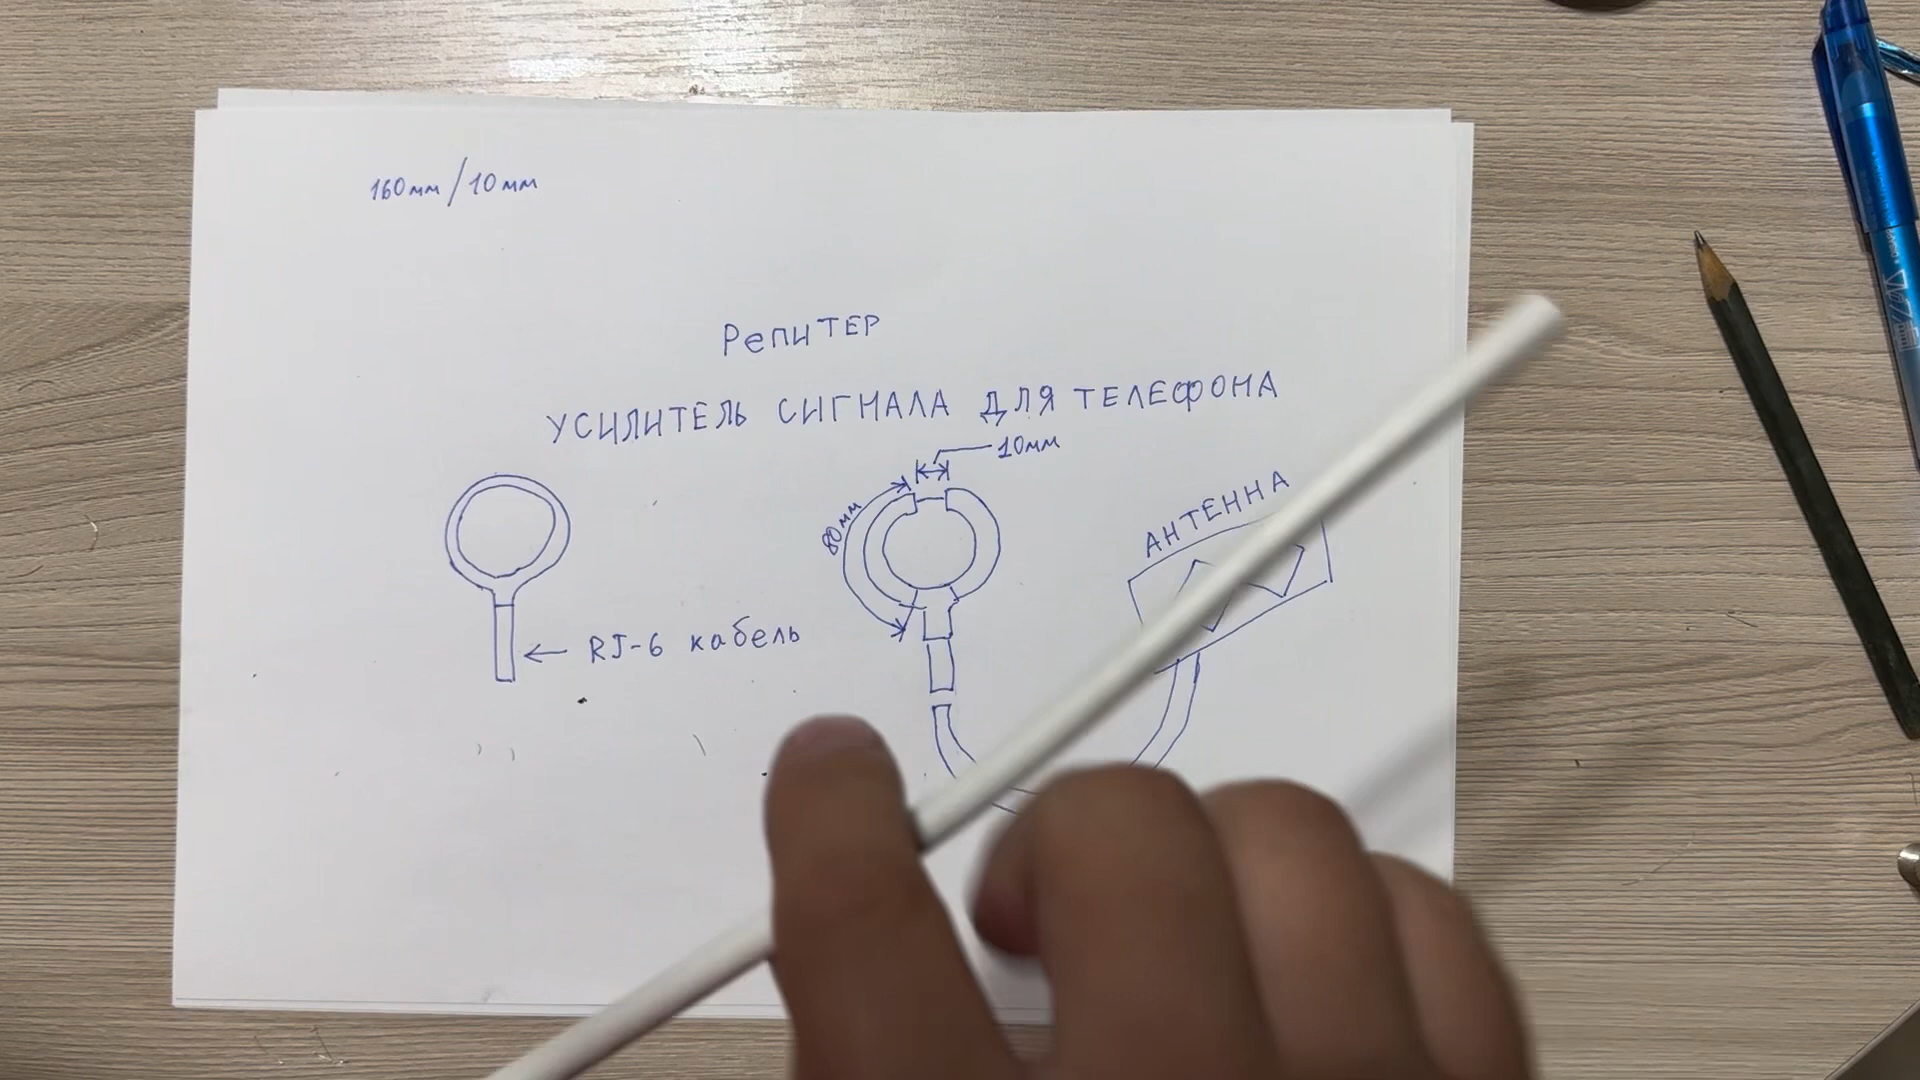 160мм/10мм
Репитер
УСИЛИТЕЛЬ СИГНАЛА ДЛЯ ТЕЛЕФОНА
10мм
80мм
АНТЕННА
← RJ-6 кабель